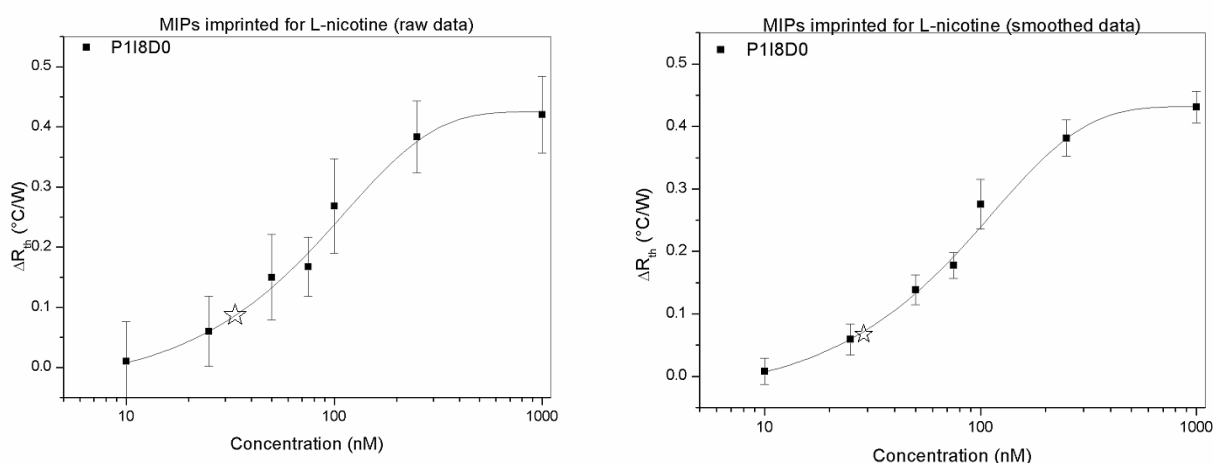 MIPs imprinted for L-nicotine (raw data)
P1I8D0
0.5
0.4
0.3
0.2
0.1
0.0
ΔRth (°C/W)
10
100
1000
Concentration (nM)
MIPs imprinted for L-nicotine (smoothed data)
P1I8D0
0.5
0.4
0.3
0.2
0.1
0.0
ΔRth (°C/W)
10
100
1000
Concentration (nM)